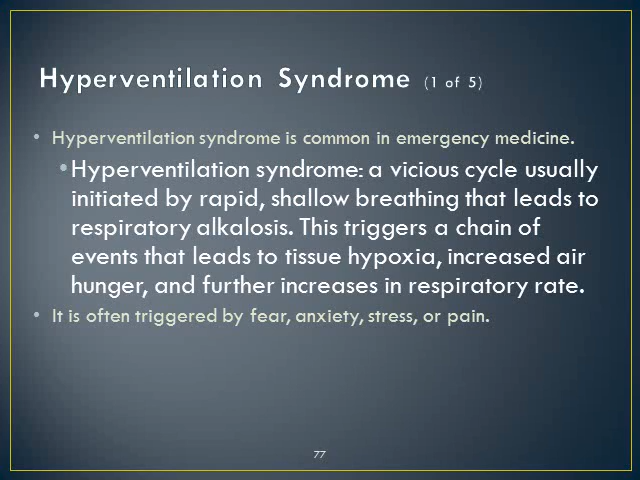 Hyperventilation Syndrome (1 of 5)
• Hyperventilation syndrome is common in emergency medicine.
• Hyperventilation syndrome: a vicious cycle usually
initiated by rapid, shallow breathing that leads to
respiratory alkalosis. This triggers a chain of
events that leads to tissue hypoxia, increased air
hunger, and further increases in respiratory rate.
• It is often triggered by fear, anxiety, stress, or pain.
77